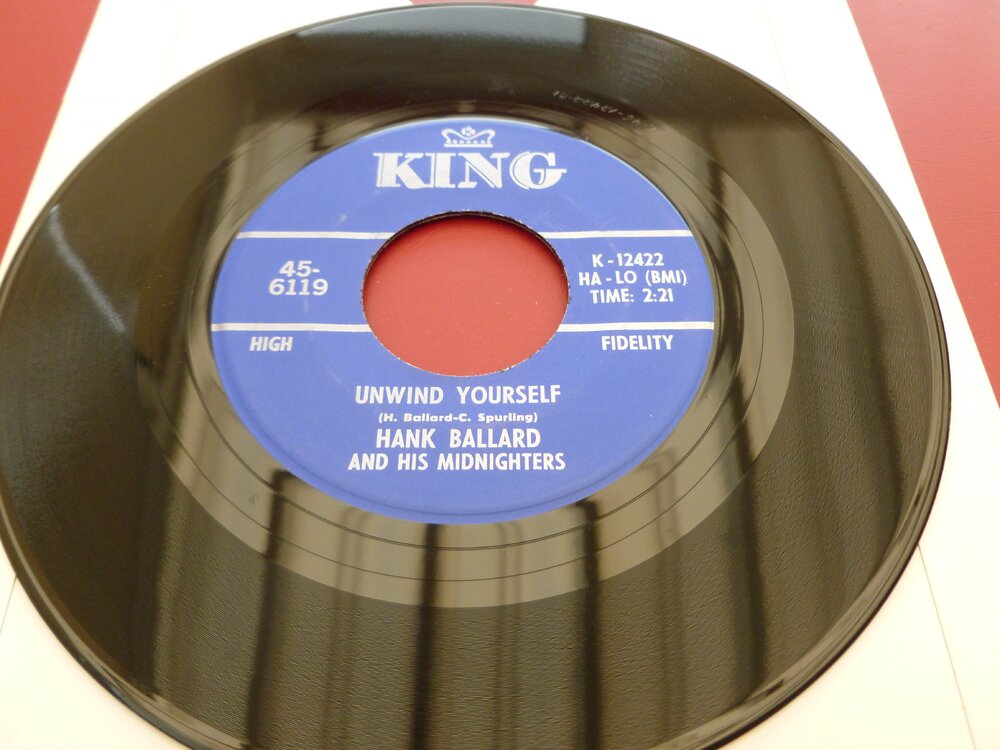 KING
45-
6119
K-12422
HA-LO (BMI)
TIME: 2:21
HIGH
FIDELITY
UNWIND YOURSELF
(H. Ballard-C. Spurling)
HANK BALLARD
AND HIS MIDNIGHTERS